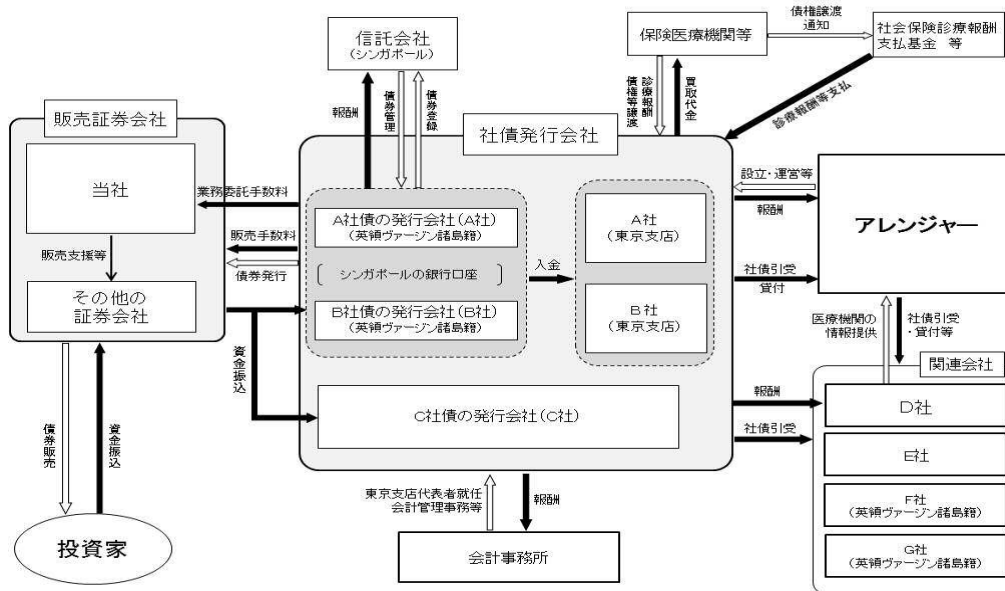 信託会社
(シンガポール)
保険医療機関等
債権譲渡
通知
社会保険診療報酬
支払基金 等
報酬
債券管理
債券登録
診療報酬
債権等譲渡
買取代金
診療報酬等支払
販売証券会社
当社
販売支援等
その他の
証券会社
業務委託手数料
販売手数料
債券発行
資金振込
債券販売
資金振込
投資家
社債発行会社
A社債の発行会社(A社)
(英領ヴァージン諸島籍)
シンガポールの銀行口座
B社債の発行会社(B社)
(英領ヴァージン諸島籍)
入金
A社
(東京支店)
B社
(東京支店)
C社債の発行会社(C社)
設立・運営等
報酬
アレンジャー
社債引受
貸付
医療機関の
情報提供
社債引受
・貸付等
関連会社
報酬
社債引受
D社
E社
F社
(英領ヴァージン諸島籍)
G社
(英領ヴァージン諸島籍)
東京支店代表者就任
会計管理事務等
報酬
会計事務所